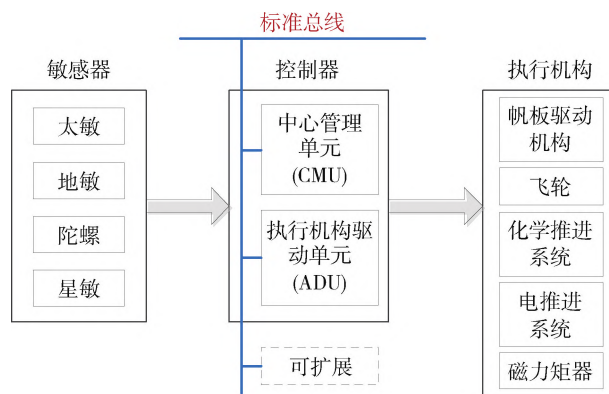 标准总线
敏感器
太敏
地敏
陀螺
星敏
控制器
中心管理
单元
(CMU)
执行机构驱
动单元
(ADU)
可扩展
执行机构
帆板驱动
机构
飞轮
化学推进
系统
电推进
系统
磁力矩器